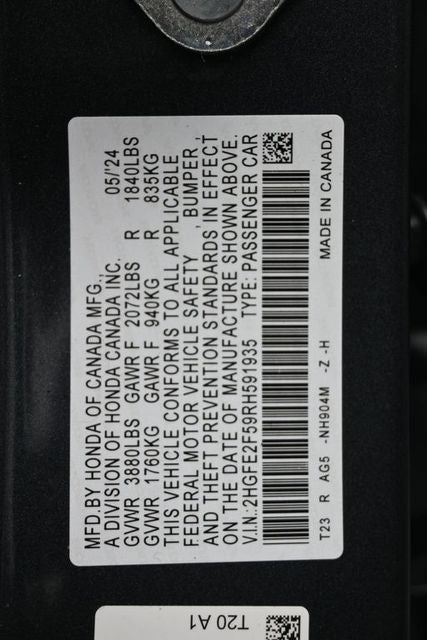 MFD.BY HONDA OF CANADA MFG.,
A DIVISION OF HONDA CANADA INC. 05/'24
GVWR 3880LBS GAWR F 2072LBS R 1840LBS
GVWR 1760KG GAWR F 940KG R 835KG
THIS VEHICLE CONFORMS TO ALL APPLICABLE
FEDERAL MOTOR VEHICLE SAFETY , BUMPER ,
AND THEFT PREVENTION STANDARDS IN EFFECT
ON THE DATE OF MANUFACTURE SHOWN ABOVE.
V.I.N.:2HGFE2F59RH591935 TYPE: PASSENGER CAR
T23 R AG5 -NH904M -Z -H MADE IN CANADA
T20 A1